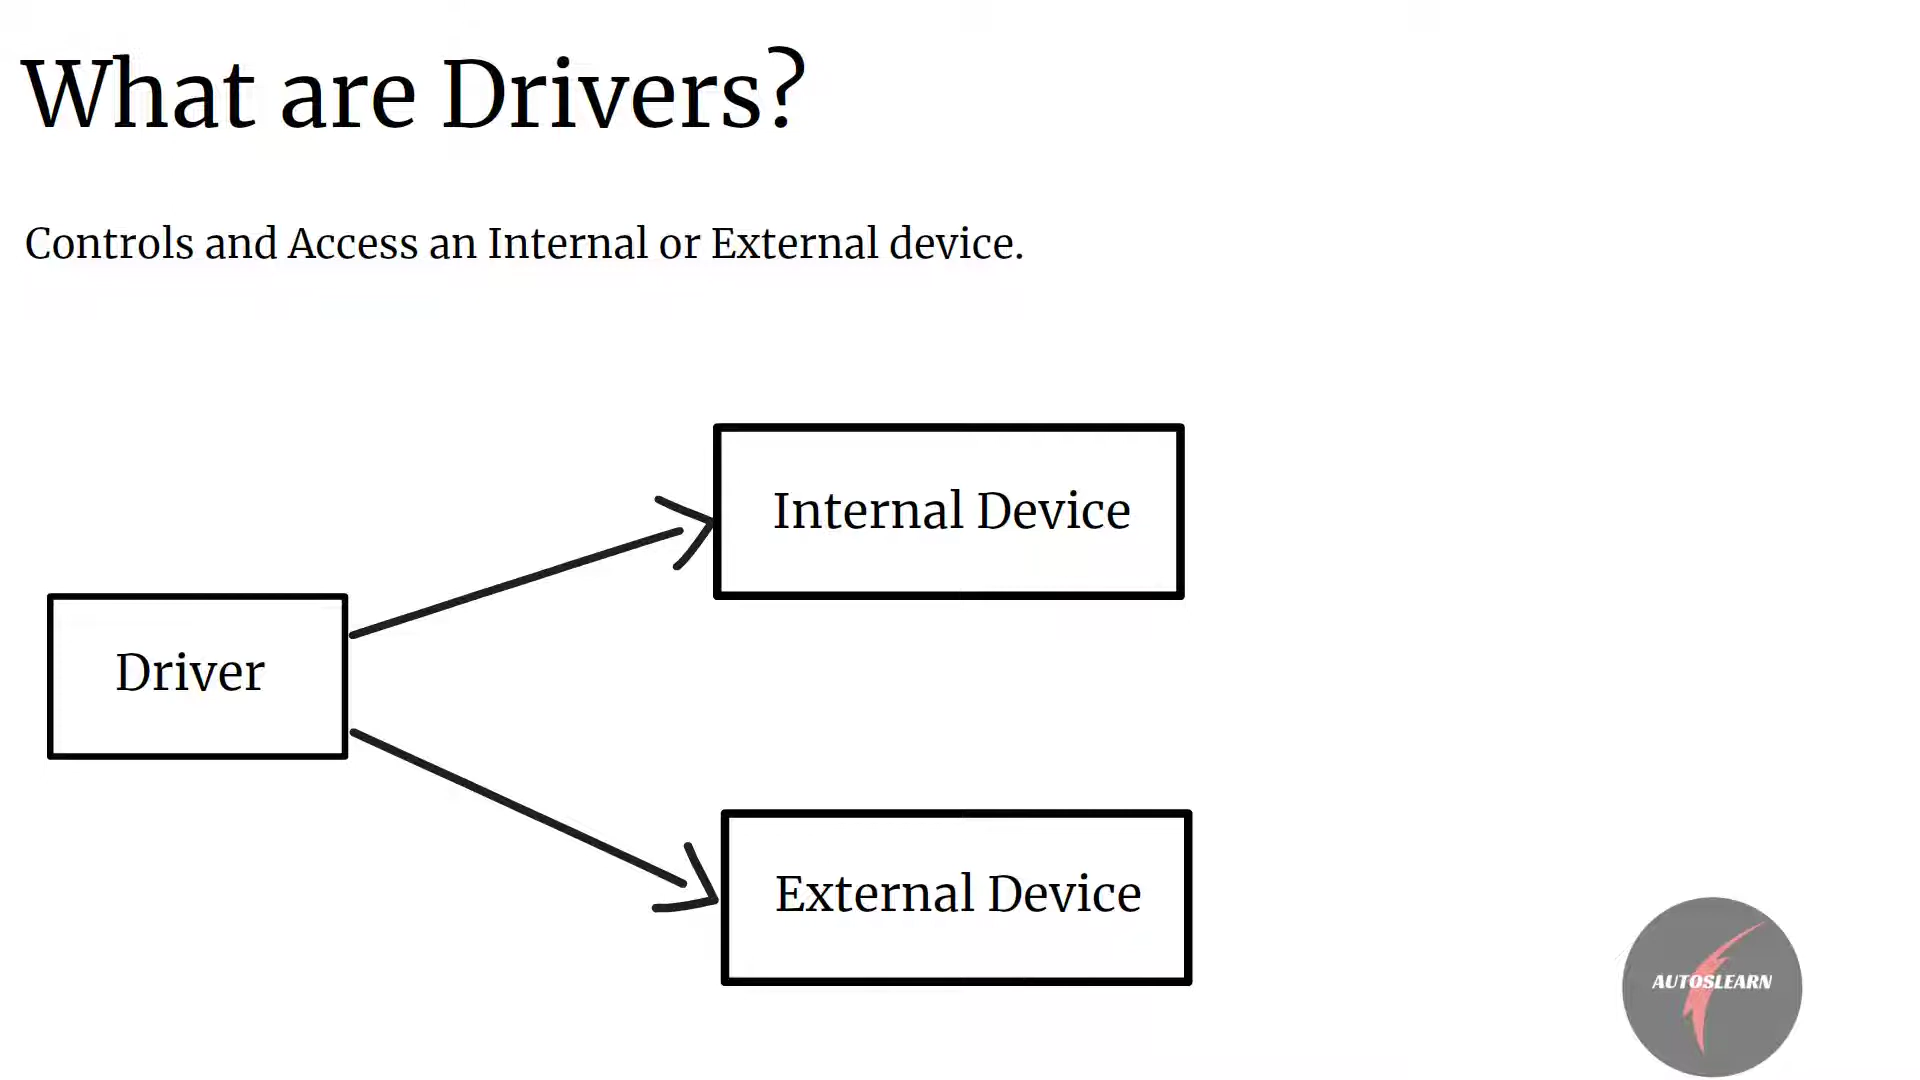 What are Drivers?
Controls and Access an Internal or External device.
Internal Device
Driver
External Device
AUTOSLEARN